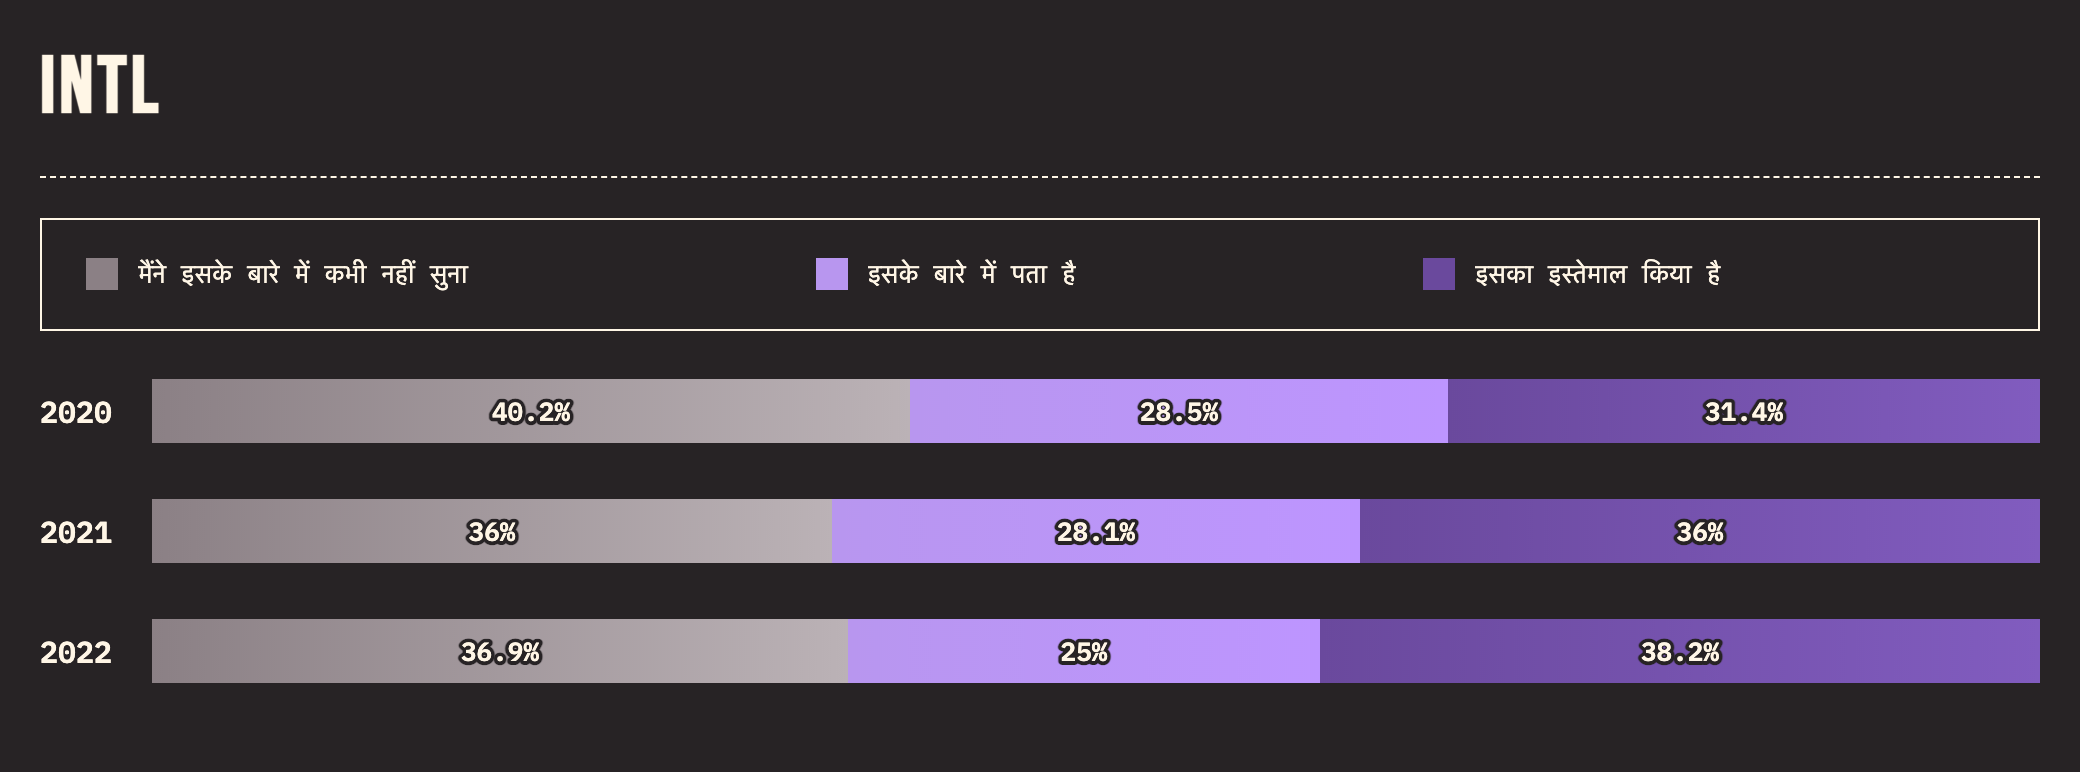 INTL
मैंने इसके बारे में कभी नहीं सुना इसके बारे में पता है इसका इस्तेमाल किया है
2020 40.2% 28.5% 31.4%
2021 36% 28.1% 36%
2022 36.9% 25% 38.2%